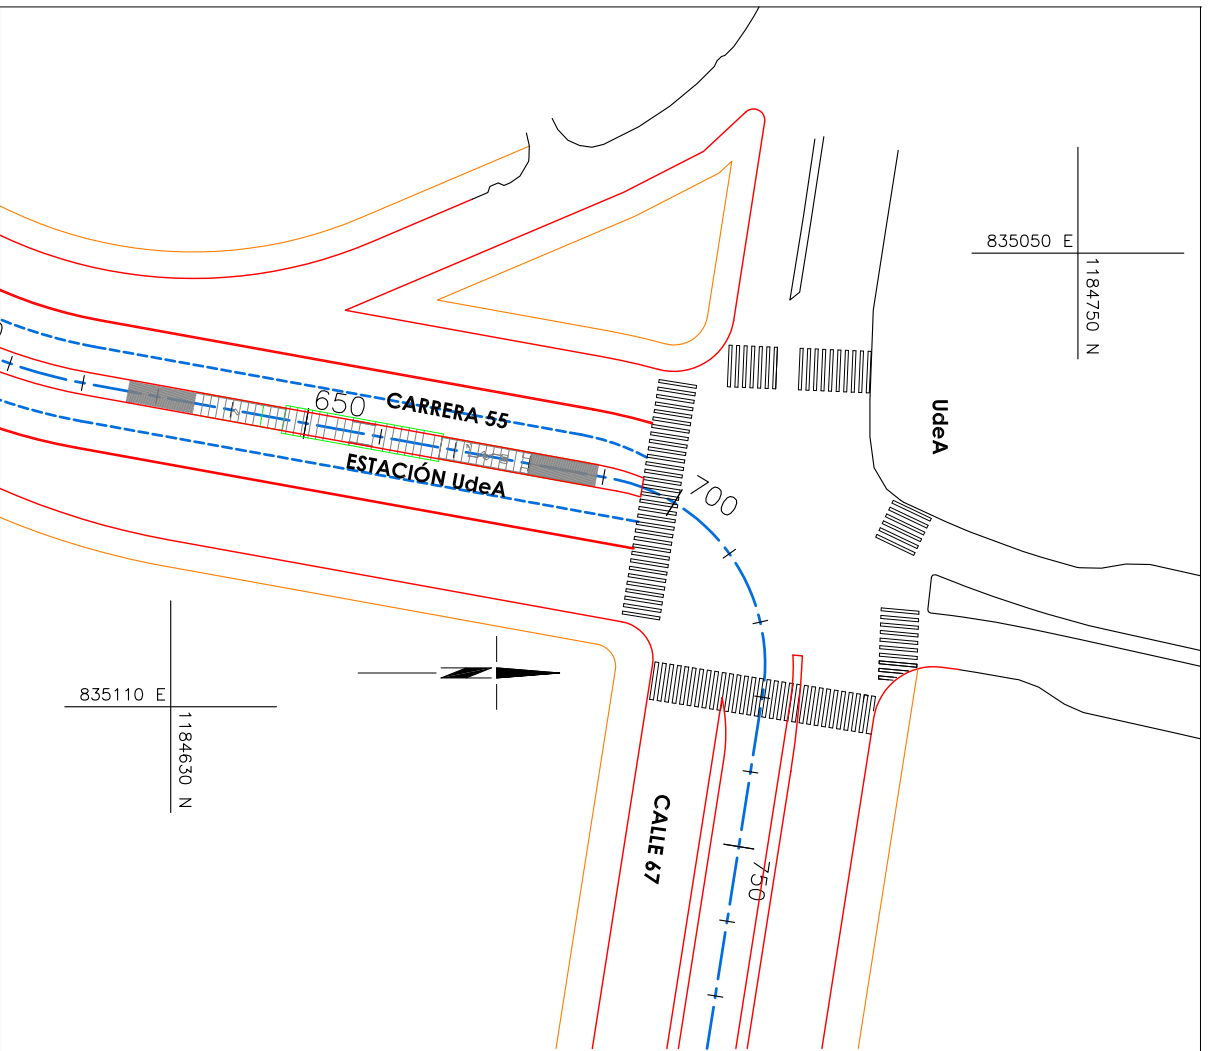 835050 E
1184750 N
650
CARRERA 55
UdeA
ESTACIÓN UdeA
700
835110 E
1184630 N
CALLE 67
750